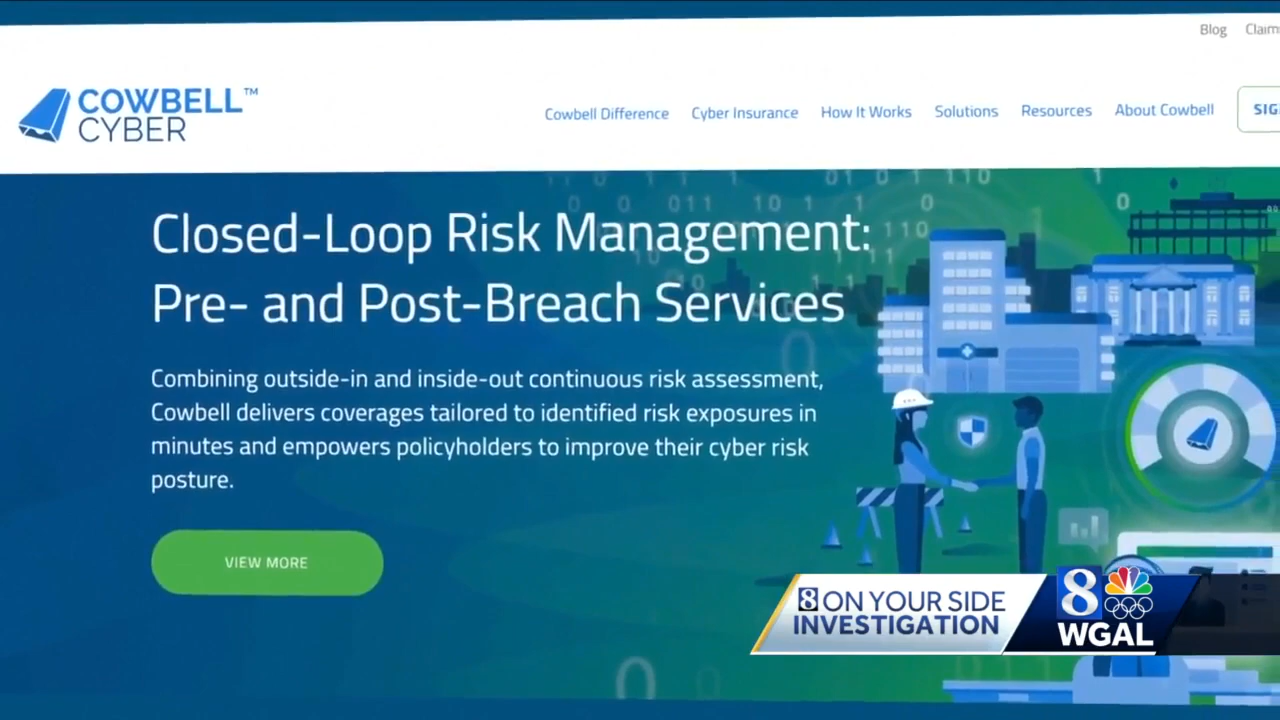 Blog
COWBELL™
CYBER
Cowbell Difference Cyber Insurance How It Works Solutions Resources About Cowbell
Closed-Loop Risk Management:
Pre- and Post-Breach Services
Combining outside-in and inside-out continuous risk assessment,
Cowbell delivers coverages tailored to identified risk exposures in
minutes and empowers policyholders to improve their cyber risk
posture.
VIEW MORE
8 ON YOUR SIDE
INVESTIGATION
8
WGAL